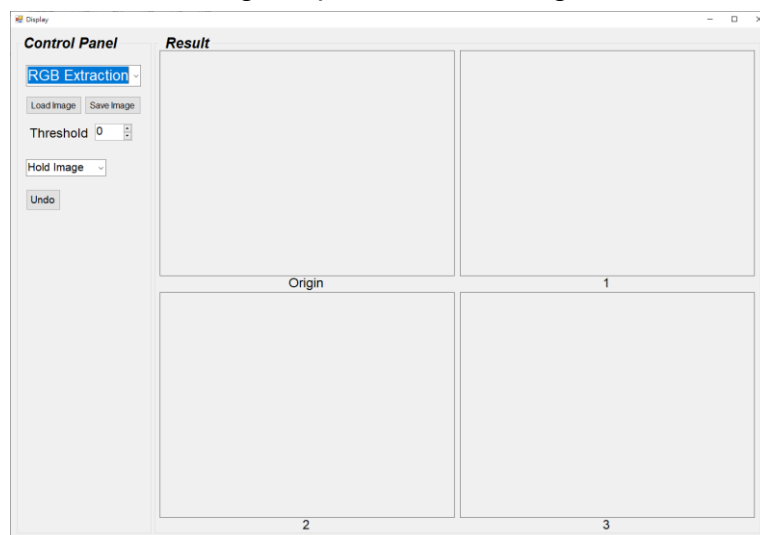 Display
Control Panel
Result
RGB Extraction
Load Image
Save Image
Threshold 0
Hold Image
Undo
Origin
1
2
3